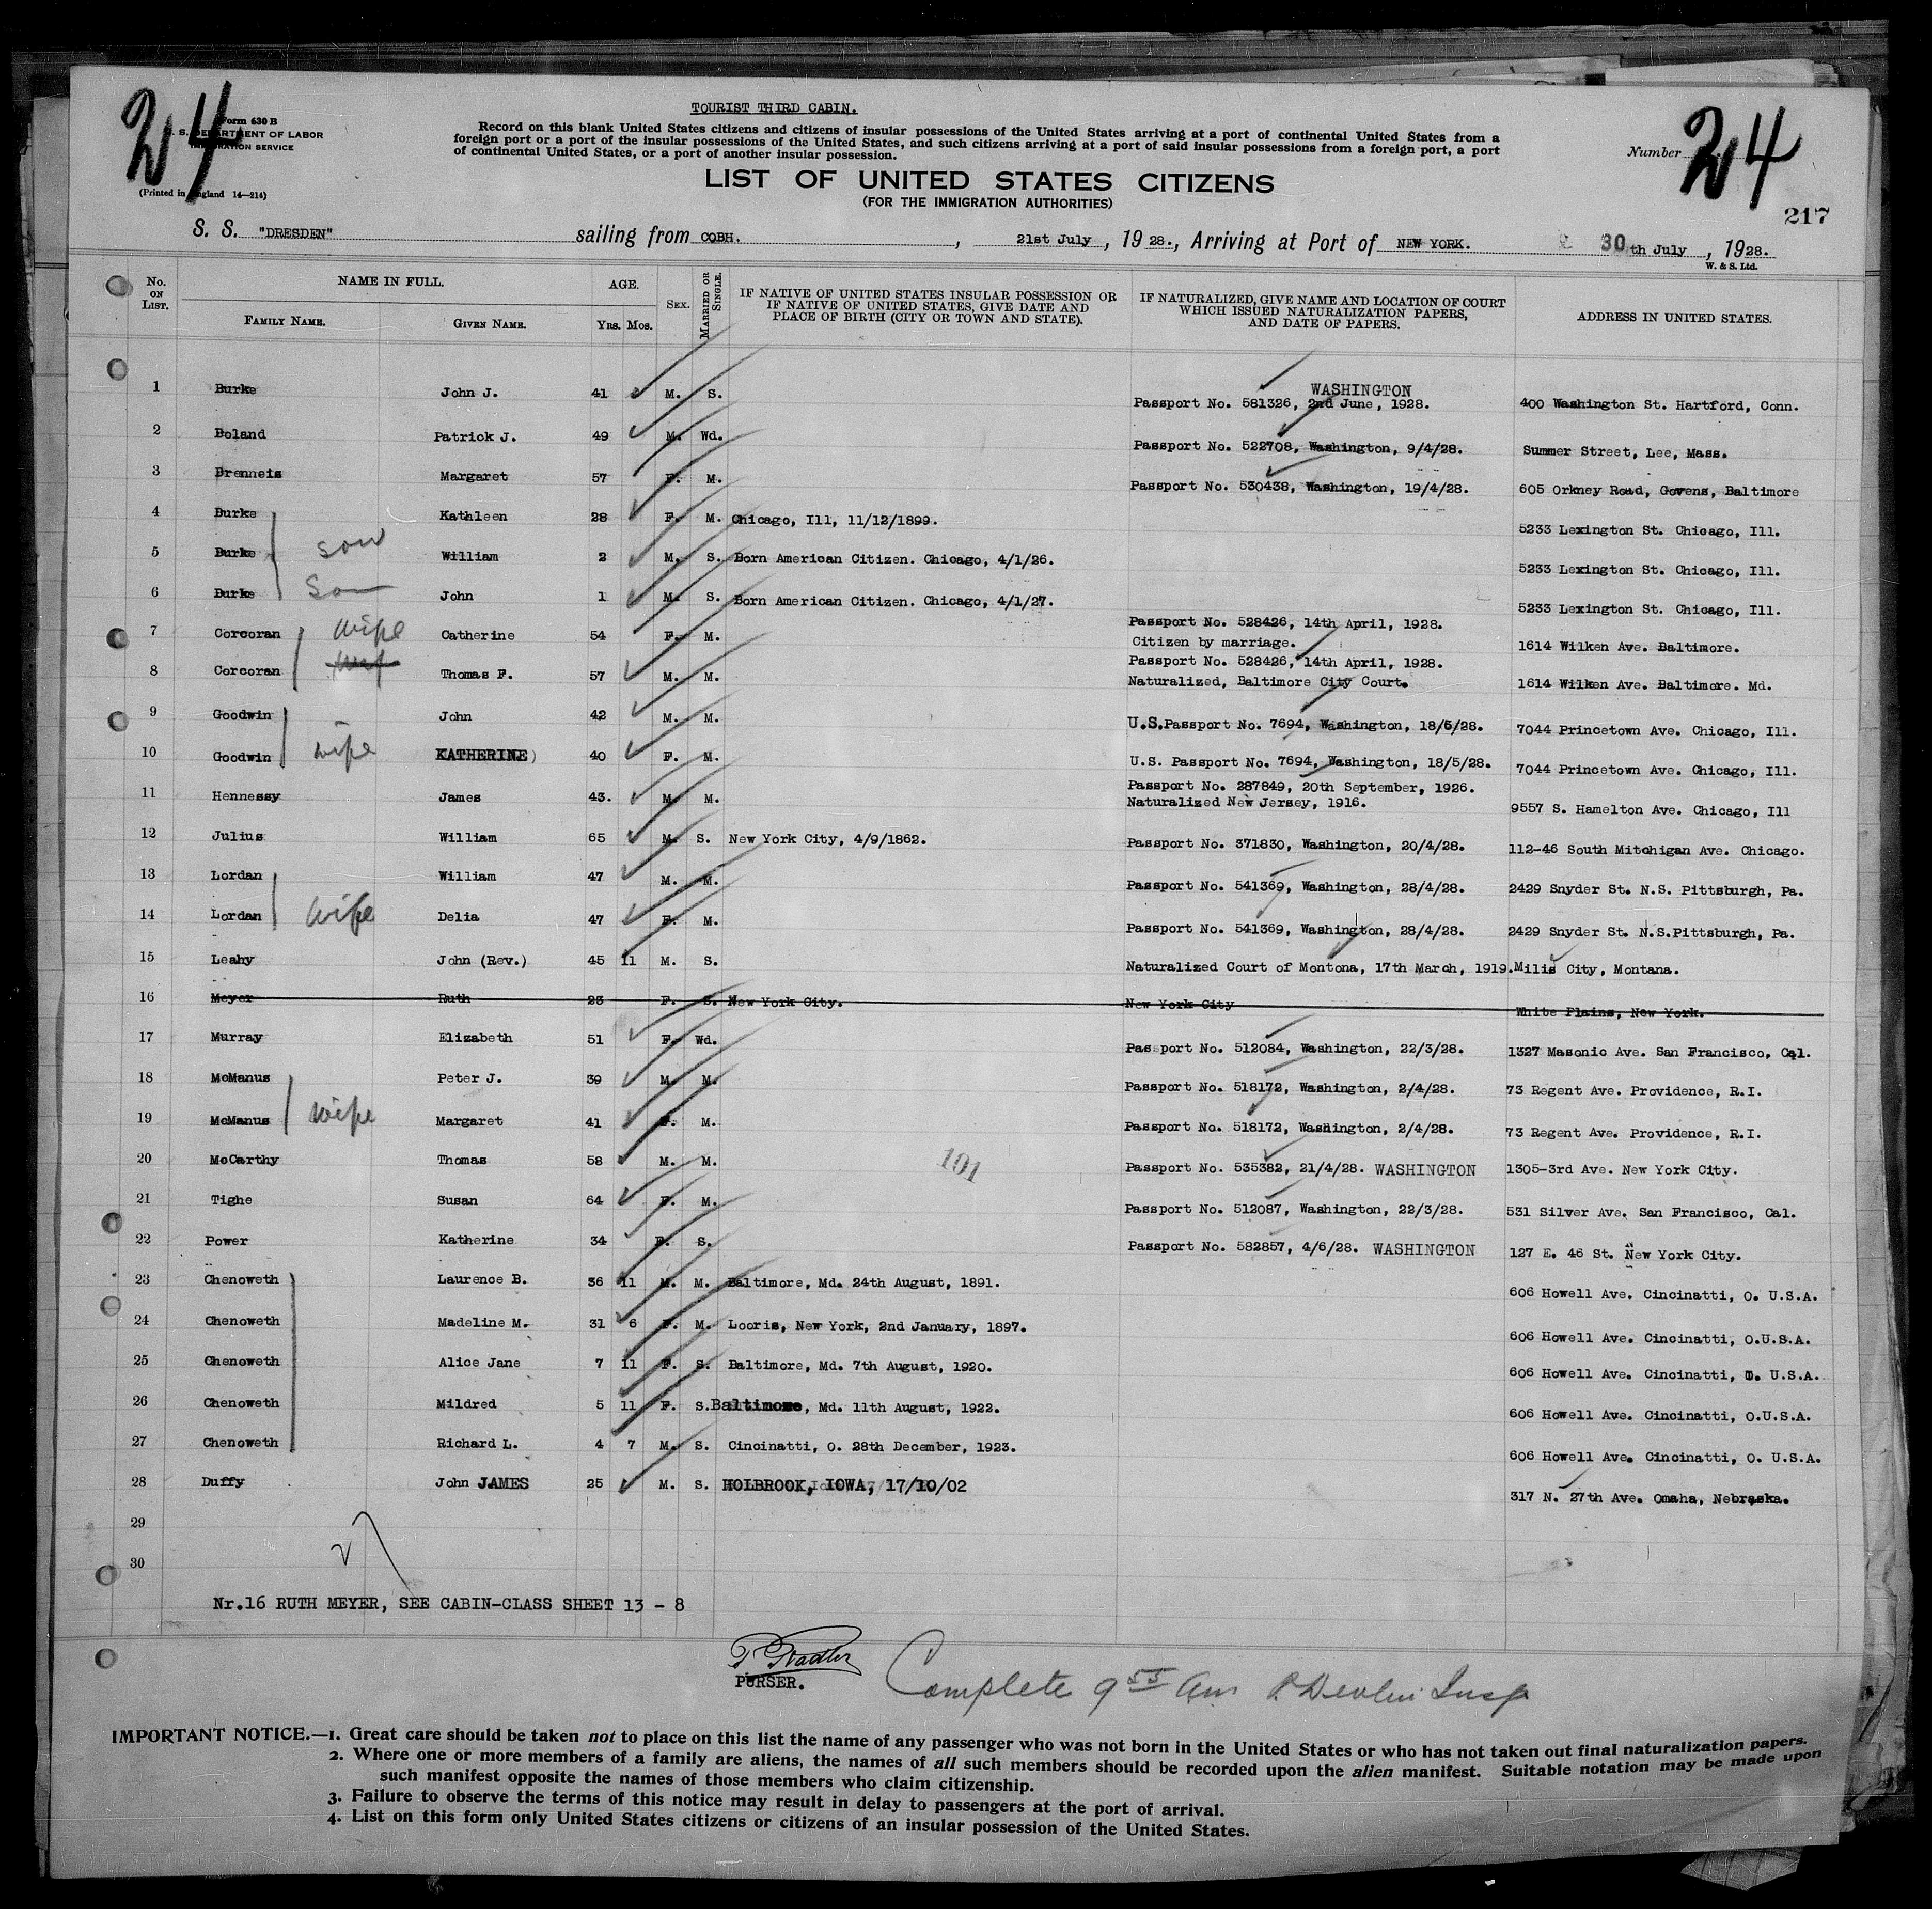 TOURIST THIRD CABIN.
24
Form 630 B
U. S. DEPARTMENT OF LABOR
IMMIGRATION SERVICE
(Printed in England 14—214)
Record on this blank United States citizens and citizens of insular possessions of the United States arriving at a port of continental United States from a
foreign port or a port of the insular possessions of the United States, and such citizens arriving at a port of said insular possessions from a foreign port, a port
of continental United States, or a port of another insular possession.
Number 24
LIST OF UNITED STATES CITIZENS
(FOR THE IMMIGRATION AUTHORITIES)
217
S. S. "DRESDEN" sailing from COBH. , 21st July , 1928., Arriving at Port of NEW YORK. 30th July , 1928.
W. & S. Ltd.
No. ON LIST. NAME IN FULL. FAMILY NAME. GIVEN NAME. AGE. YRS. MOS. SEX. MARRIED OR SINGLE. IF NATIVE OF UNITED STATES INSULAR POSSESSION OR IF NATIVE OF UNITED STATES, GIVE DATE AND PLACE OF BIRTH (CITY OR TOWN AND STATE). IF NATURALIZED, GIVE NAME AND LOCATION OF COURT WHICH ISSUED NATURALIZATION PAPERS, AND DATE OF PAPERS. ADDRESS IN UNITED STATES.
1 Burke John J. 41 M. S. WASHINGTON Passport No. 581326, 2nd June, 1928. 400 Washington St. Hartford, Conn.
2 Boland Patrick J. 49 M. Wd. Passport No. 522708, Washington, 9/4/28. Summer Street, Lee, Mass.
3 Brenneis Margaret 57 F. M. Passport No. 530438, Washington, 19/4/28. 605 Orkney Road, Govens, Baltimore
4 Burke Kathleen 28 F. M. Chicago, Ill, 11/12/1899. 5233 Lexington St. Chicago, Ill.
5 Burke son William 2 M. S. Born American Citizen. Chicago, 4/1/26. 5233 Lexington St. Chicago, Ill.
6 Burke Son John 1 M. S. Born American Citizen. Chicago, 4/1/27. 5233 Lexington St. Chicago, Ill.
7 Corcoran wife Catherine 54 F. M. Passport No. 528426, 14th April, 1928. Citizen by marriage. 1614 Wilken Ave. Baltimore.
8 Corcoran Thomas F. 57 M. M. Passport No. 528426, 14th April, 1928. Naturalized, Baltimore City Court. 1614 Wilken Ave. Baltimore. Md.
9 Goodwin John 42 M. M. U.S.Passport No. 7694, Washington, 18/5/28. 7044 Princetown Ave. Chicago, Ill.
10 Goodwin wife KATHERINE) 40 F. M. U.S. Passport No. 7694, Washington, 18/5/28. 7044 Princetown Ave. Chicago, Ill.
11 Hennessy James 43. M. M. Passport No. 287849, 20th September, 1926. Naturalized New Jersey, 1916. 9557 S. Hamelton Ave. Chicago, Ill
12 Julius William 65 M. S. New York City, 4/9/1862. Passport No. 371830, Washington, 20/4/28. 112-46 South Mitchigan Ave. Chicago.
13 Lordan William 47 M. M. Passport No. 541369, Washington, 28/4/28. 2429 Snyder St. N.S. Pittsburgh, Pa.
14 Lordan wife Delia 47 F. M. Passport No. 541369, Washington, 28/4/28. 2429 Snyder St. N.S.Pittsburgh, Pa.
15 Leahy John (Rev.) 45 11 M. S. Naturalized Court of Montona, 17th March, 1919. Milis City, Montana.
16 Meyer Ruth 23 F. S. New York City. New York City White Plains, New York.
17 Murray Elizabeth 51 F. Wd. Passport No. 512084, Washington, 22/3/28. 1327 Masonic Ave. San Francisco, Cal.
18 McManus Peter J. 39 M. M. Passport No. 518172, Washington, 2/4/28. 73 Regent Ave. Providence, R.I.
19 McManus wife Margaret 41 F. M. Passport No. 518172, Washington, 2/4/28. 73 Regent Ave. Providence, R.I.
20 McCarthy Thomas 58 M. M. 101 Passport No. 535382, 21/4/28. WASHINGTON 1305-3rd Ave. New York City.
21 Tighe Susan 64 F. M. Passport No. 512087, Washington, 22/3/28. 531 Silver Ave. San Francisco, Cal.
22 Power Katherine 34 F. S. Passport No. 582857, 4/6/28. WASHINGTON 127 E. 46 St. New York City.
23 Chenoweth Laurence B. 36 11 M. M. Baltimore, Md. 24th August, 1891. 606 Howell Ave. Cincinatti, O. U.S.A.
24 Chenoweth Madeline M. 31 6 F. M. Looris, New York, 2nd January, 1897. 606 Howell Ave. Cincinatti, O.U.S.A.
25 Chenoweth Alice Jane 7 11 F. S. Baltimore, Md. 7th August, 1920. 606 Howell Ave. Cincinatti, O. U.S.A.
26 Chenoweth Mildred 5 11 F. S. Baltimore, Md. 11th August, 1922. 606 Howell Ave. Cincinatti, O.U.S.A.
27 Chenoweth Richard L. 4 7 M. S. Cincinatti, O. 28th December, 1923. 606 Howell Ave. Cincinatti, O. U.S.A.
28 Duffy John JAMES 25 M. S. HOLBROOK, IOWA, 17/10/02 317 N. 27th Ave. Omaha, Nebraska.
29
30
Nr.16 RUTH MEYER, SEE CABIN-CLASS SHEET 13 - 8
PURSER.
Complete 9 55 am P. Devlin Insp
IMPORTANT NOTICE.—1. Great care should be taken not to place on this list the name of any passenger who was not born in the United States or who has not taken out final naturalization papers.
2. Where one or more members of a family are aliens, the names of all such members should be recorded upon the alien manifest. Suitable notation may be made upon
such manifest opposite the names of those members who claim citizenship.
3. Failure to observe the terms of this notice may result in delay to passengers at the port of arrival.
4. List on this form only United States citizens or citizens of an insular possession of the United States.